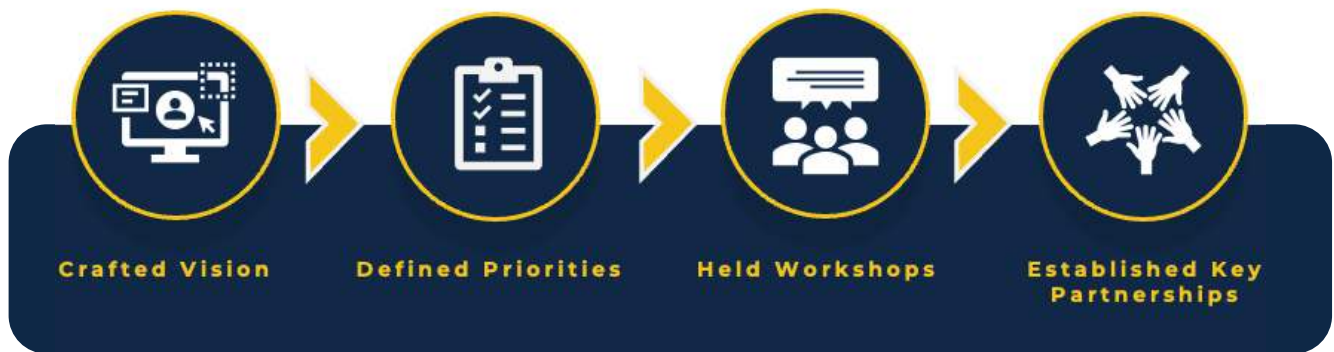 Crafted Vision
Defined Priorities
Held Workshops
Established Key
Partnerships